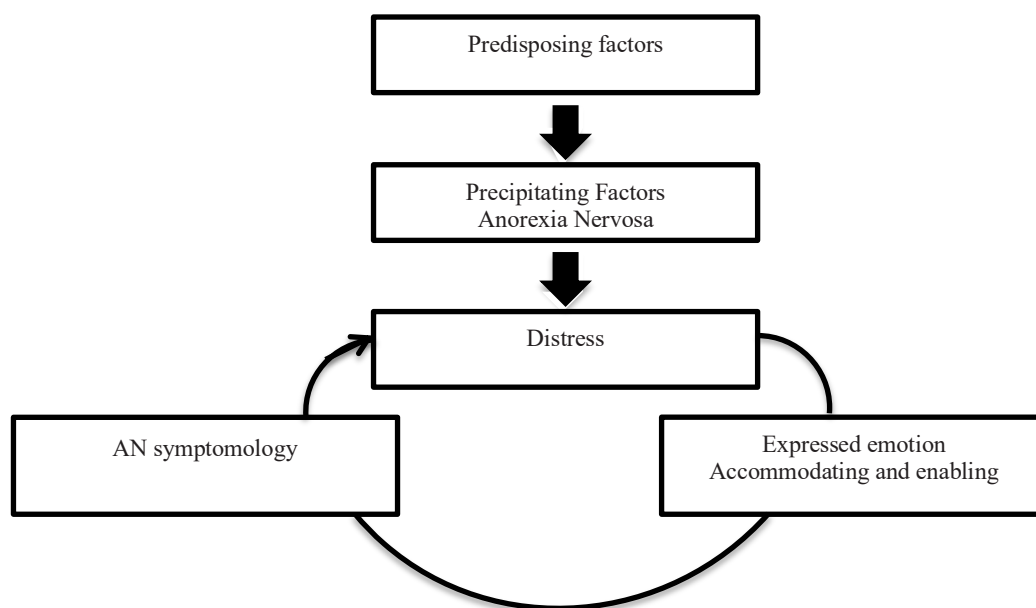 Predisposing factors
Precipitating Factors
Anorexia Nervosa
Distress
AN symptomology
Expressed emotion
Accommodating and enabling